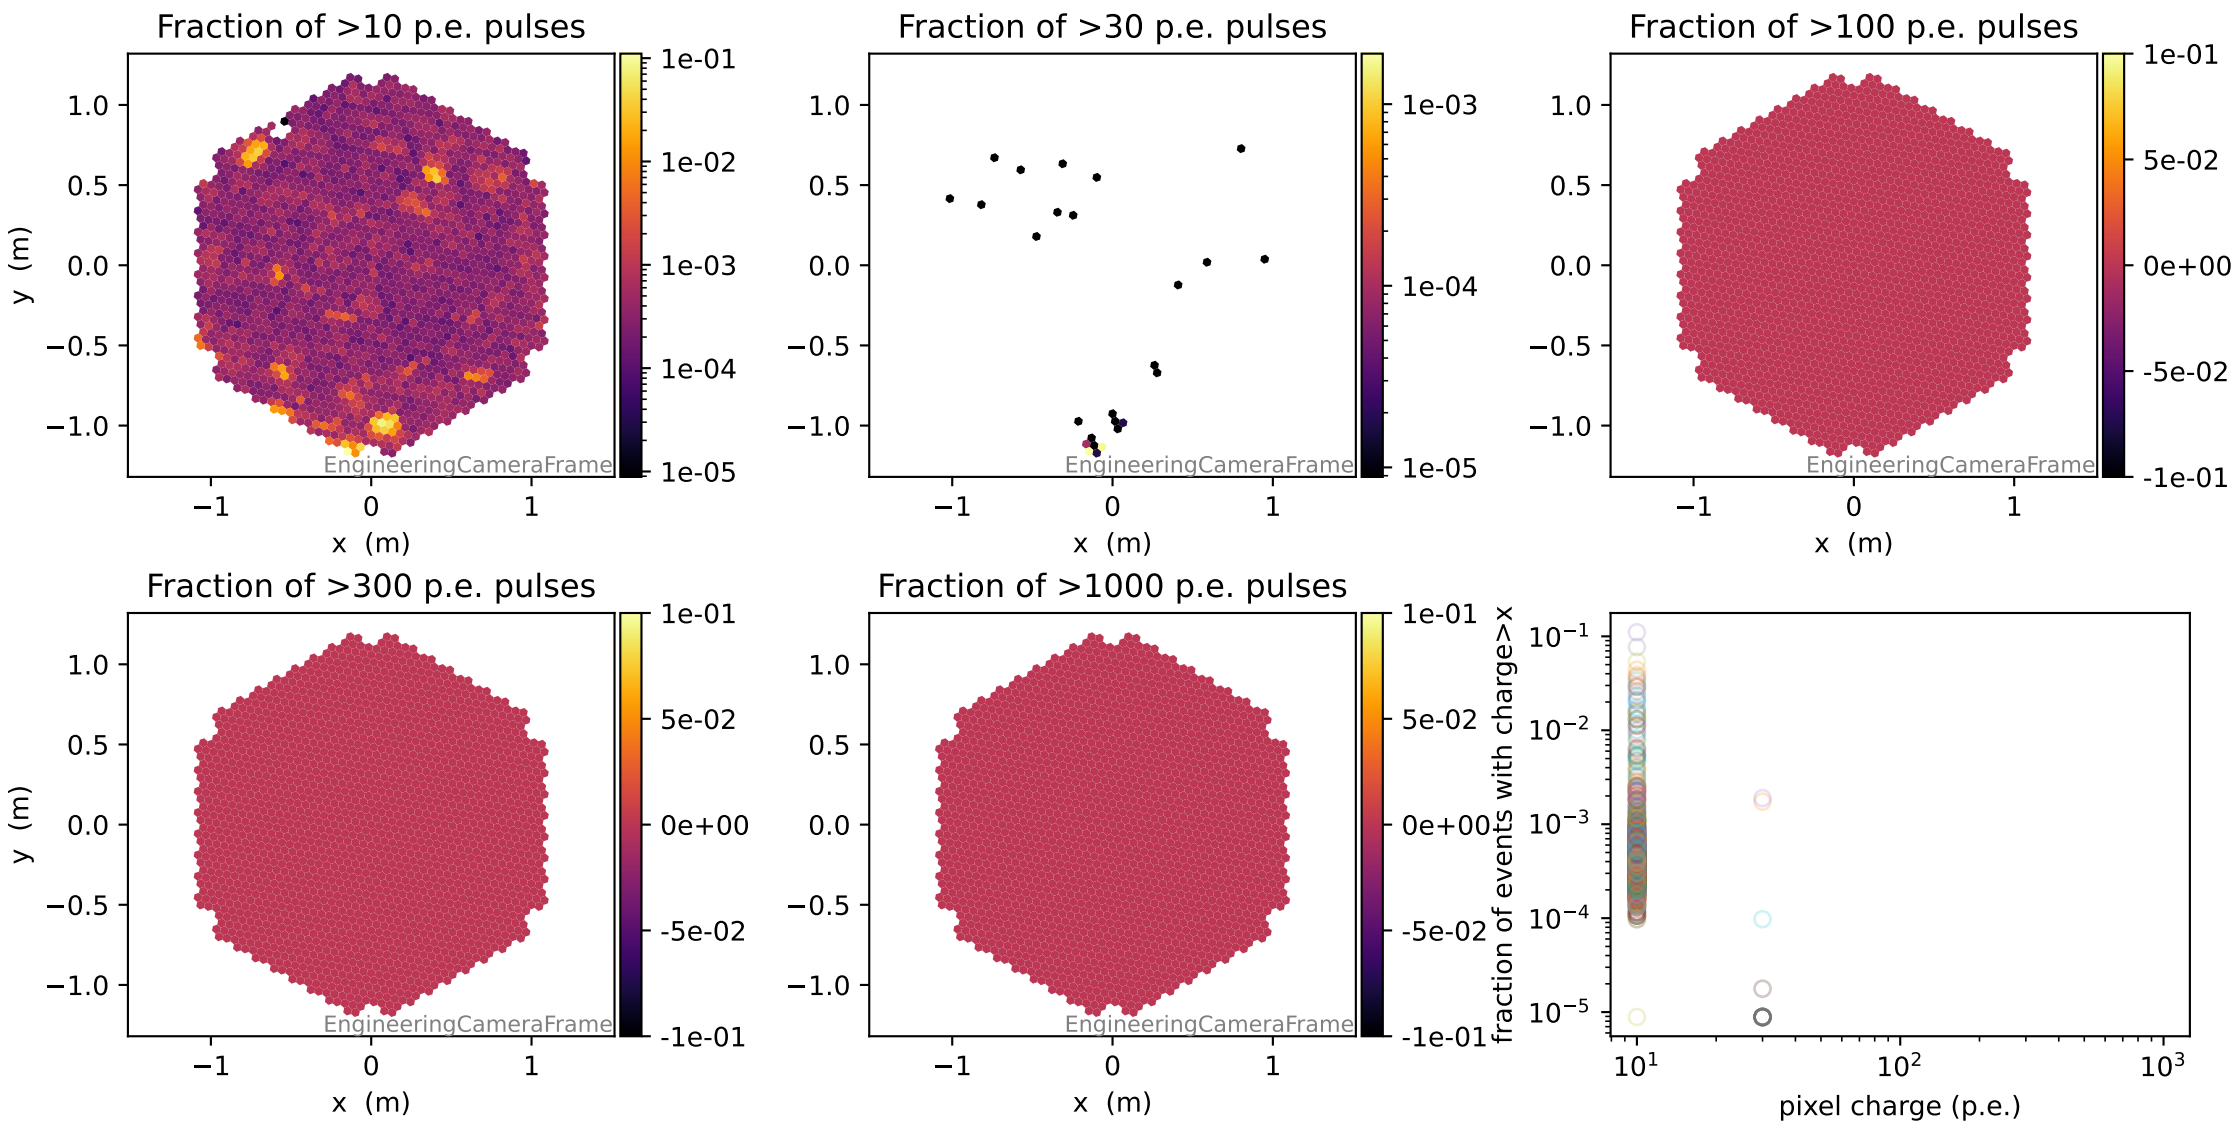 Fraction of >10 p.e. pulses
Fraction of >30 p.e. pulses
Fraction of >100 p.e. pulses
y (m)
1.0
0.5
0.0
−0.5
−1.0
−1
0
1
x (m)
EngineeringCameraFrame
1e-01
1e-02
1e-03
1e-04
1e-05
1.0
0.5
0.0
−0.5
−1.0
−1
0
1
x (m)
EngineeringCameraFrame
1e-03
1e-04
1e-05
1.0
0.5
0.0
−0.5
−1.0
−1
0
1
x (m)
EngineeringCameraFrame
1e-01
5e-02
0e+00
-5e-02
-1e-01
Fraction of >300 p.e. pulses
Fraction of >1000 p.e. pulses
y (m)
1.0
0.5
0.0
−0.5
−1.0
−1
0
1
x (m)
EngineeringCameraFrame
1e-01
5e-02
0e+00
-5e-02
-1e-01
1.0
0.5
0.0
−0.5
−1.0
−1
0
1
x (m)
EngineeringCameraFrame
1e-01
5e-02
0e+00
-5e-02
-1e-01
fraction of events with charge>x
10⁻¹
10⁻²
10⁻³
10⁻⁴
10⁻⁵
10¹
10²
10³
pixel charge (p.e.)